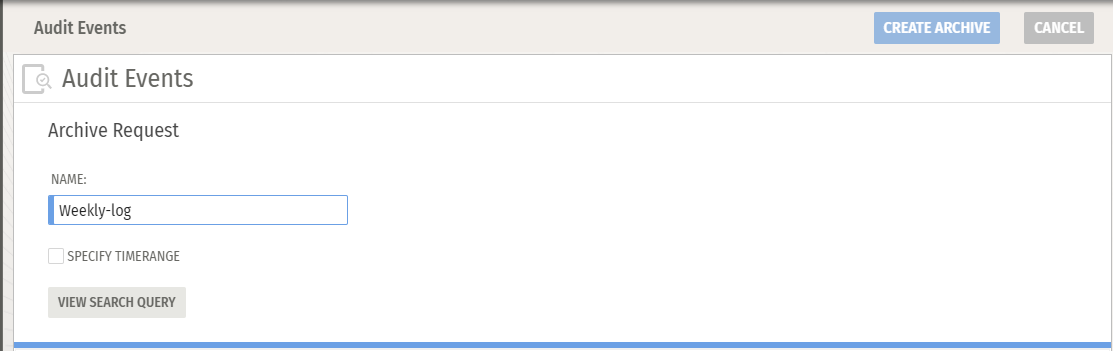 Audit Events
CREATE ARCHIVE
CANCEL
Audit Events
Archive Request
NAME:
Weekly-log
SPECIFY TIMERANGE
VIEW SEARCH QUERY